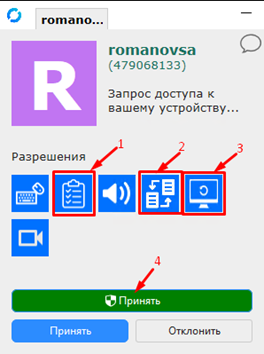 romano...
R
romanovsa
(479068133)
Запрос доступа к
вашему устройству...
Разрешения
1
2
3
4
Принять
Принять
Отклонить